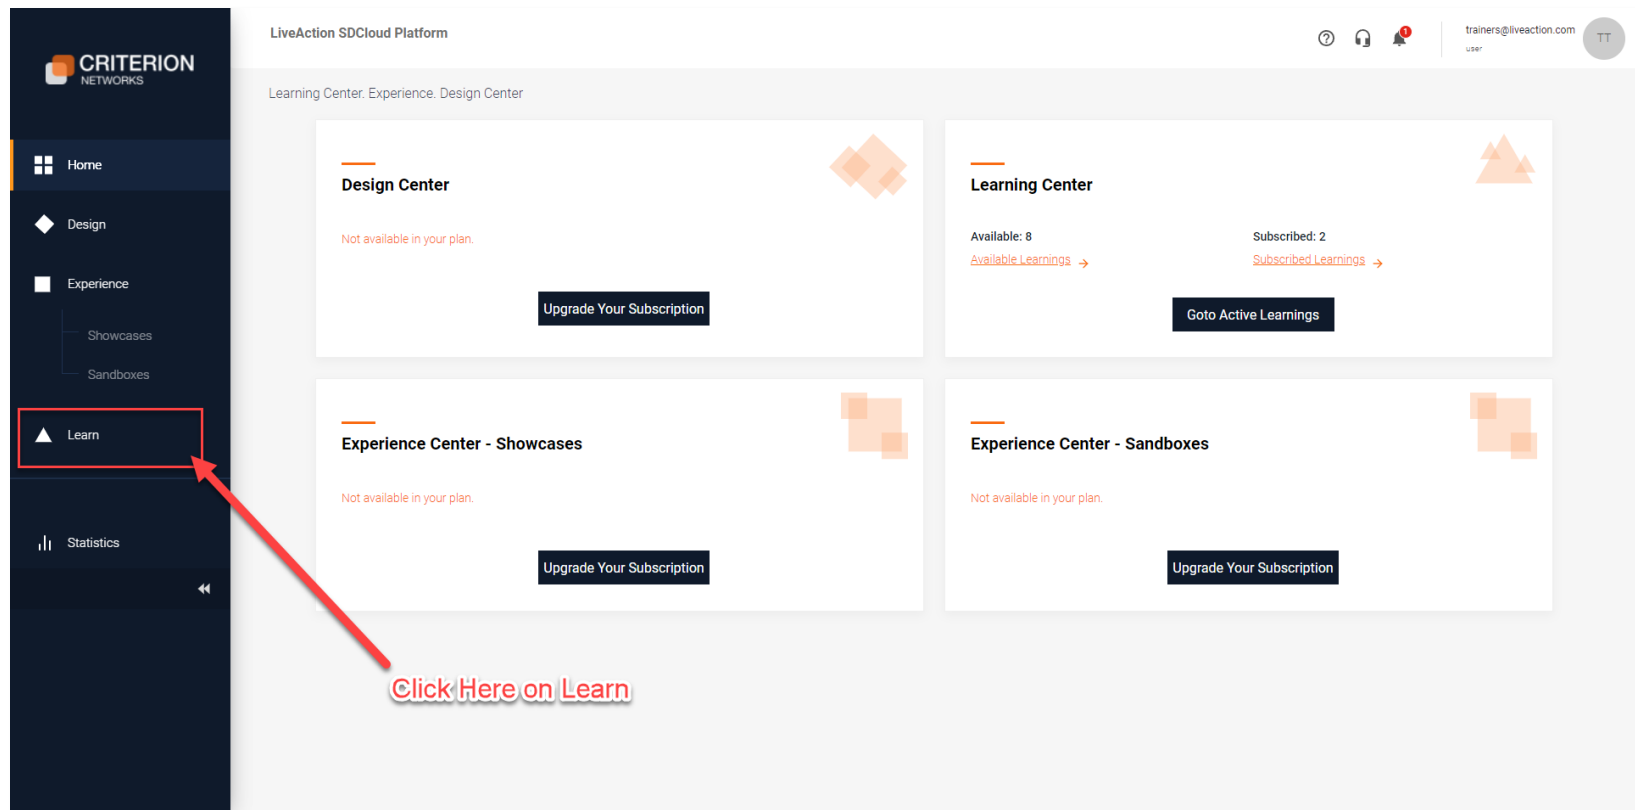 CRITERION
NETWORKS
LiveAction SDCloud Platform
1
trainers@liveaction.com
user
TT
Learning Center. Experience. Design Center
Home
Design
Experience
Showcases
Sandboxes
Learn
Statistics
Design Center
Not available in your plan.
Upgrade Your Subscription
Learning Center
Available: 8
Subscribed: 2
Available Learnings
Subscribed Learnings
Goto Active Learnings
Experience Center - Showcases
Not available in your plan.
Upgrade Your Subscription
Experience Center - Sandboxes
Not available in your plan.
Upgrade Your Subscription
Click Here on Learn